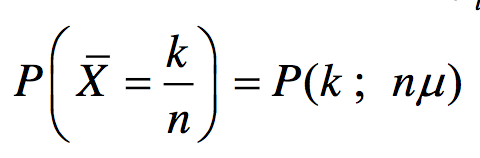 P( X̄ = k/n ) = P(k ; nμ)